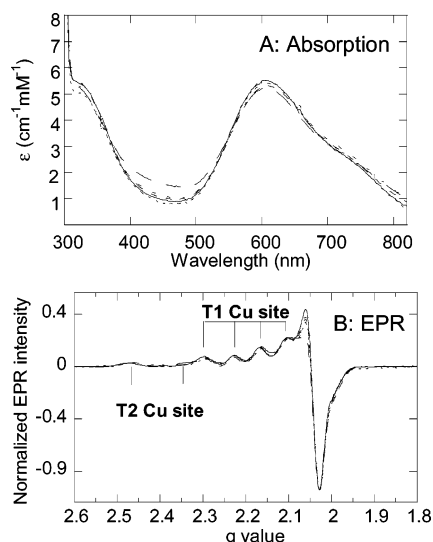 A: Absorption
8
7
6
5
4
3
2
1
ε (cm⁻¹mM⁻¹)
300 400 500 600 700 800
Wavelength (nm)
B: EPR
T1 Cu site
T2 Cu site
0.4
0
-0.4
-0.9
Normalized EPR intensity
2.6 2.5 2.4 2.3 2.2 2.1 2 1.9 1.8
g value